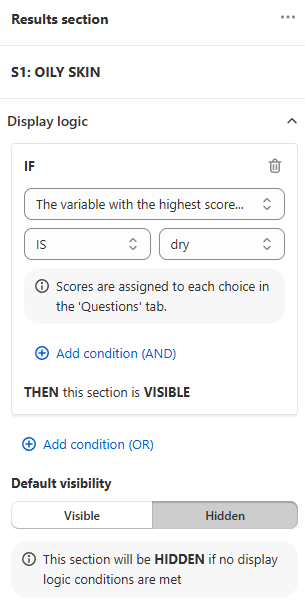 Results section
S1: OILY SKIN
Display logic
IF
The variable with the highest score...
IS
dry
Scores are assigned to each choice in
the 'Questions' tab.
Add condition (AND)
THEN this section is VISIBLE
Add condition (OR)
Default visibility
Visible
Hidden
This section will be HIDDEN if no display
logic conditions are met